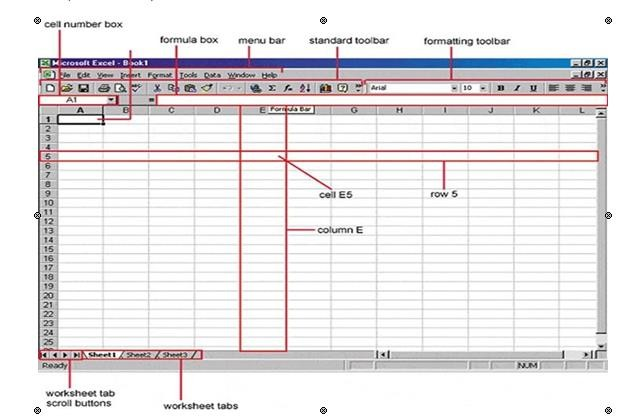 cell number box
formula box menu bar standard toolbar formatting toolbar
Microsoft Excel - Book1
File Edit View Insert Format Tools Data Window Help
Arial 10 B I U
A1 =
A B C D E Formula Bar G H I J K L
1
2
3
4
5
6
7
8
9
cell E5 row 5
10
11
12
13
column E
14
15
16
17
18
19
20
21
22
23
24
25
Sheet1 Sheet2 Sheet3
Ready NUM
worksheet tab
scroll buttons
worksheet tabs